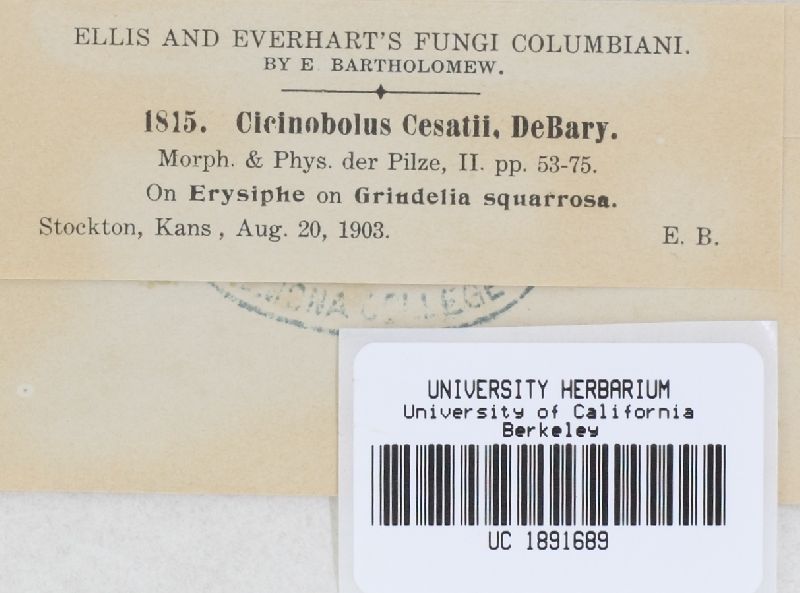 ELLIS AND EVERHART'S FUNGI COLUMBIANI.
BY E BARTHOLOMEW.
1815. Cicinobolus Cesatii, DeBary.
Morph. & Phys. der Pilze, II. pp. 53-75.
On Erysiphe on Grindelia squarrosa.
Stockton, Kans, Aug. 20, 1903.
E. B.
COLLEGE
UNIVERSITY HERBARIUM
University of California
Berkeley
UC 1891689